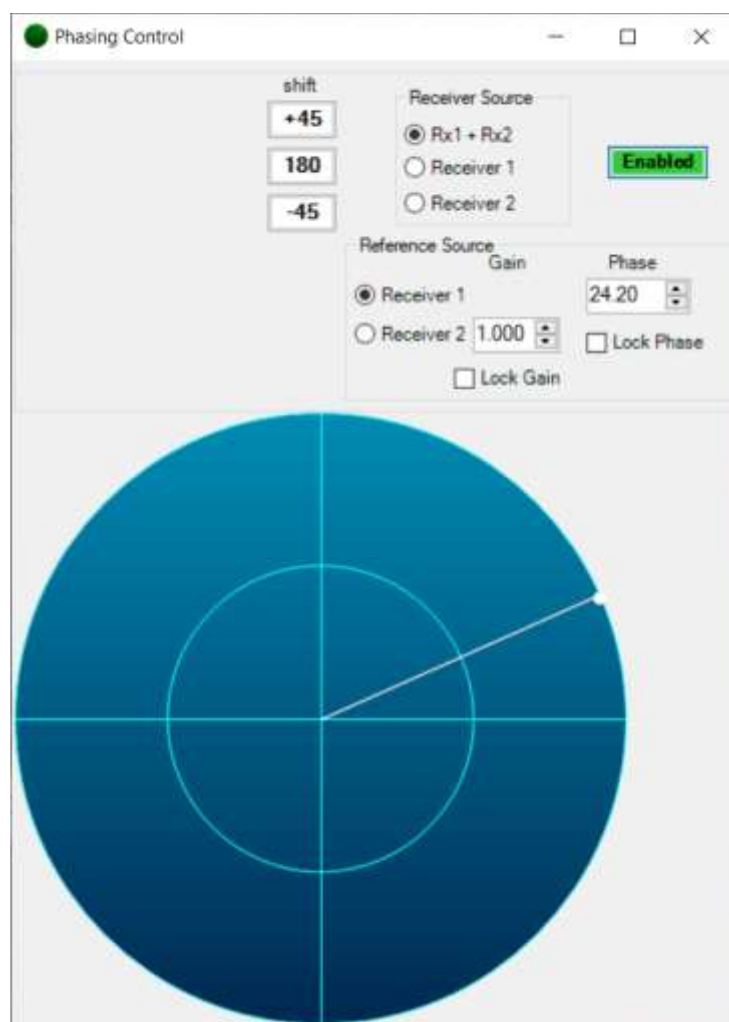 Phasing Control
shift
+45
180
-45
Receiver Source
Rx1 + Rx2
Receiver 1
Receiver 2
Enabled
Reference Source
Gain
Phase
Receiver 1
24.20
Receiver 2
1.000
Lock Phase
Lock Gain